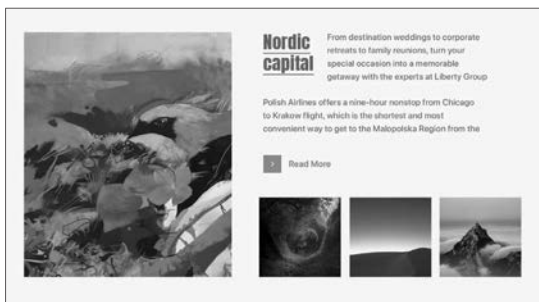 Nordic
capital
From destination weddings to corporate
retreats to family reunions, turn your
special occasion into a memorable
getaway with the experts at Liberty Group
Polish Airlines offers a nine-hour nonstop from Chicago
to Krakow flight, which is the shortest and most
convenient way to get to the Malopolska Region from the
Read More